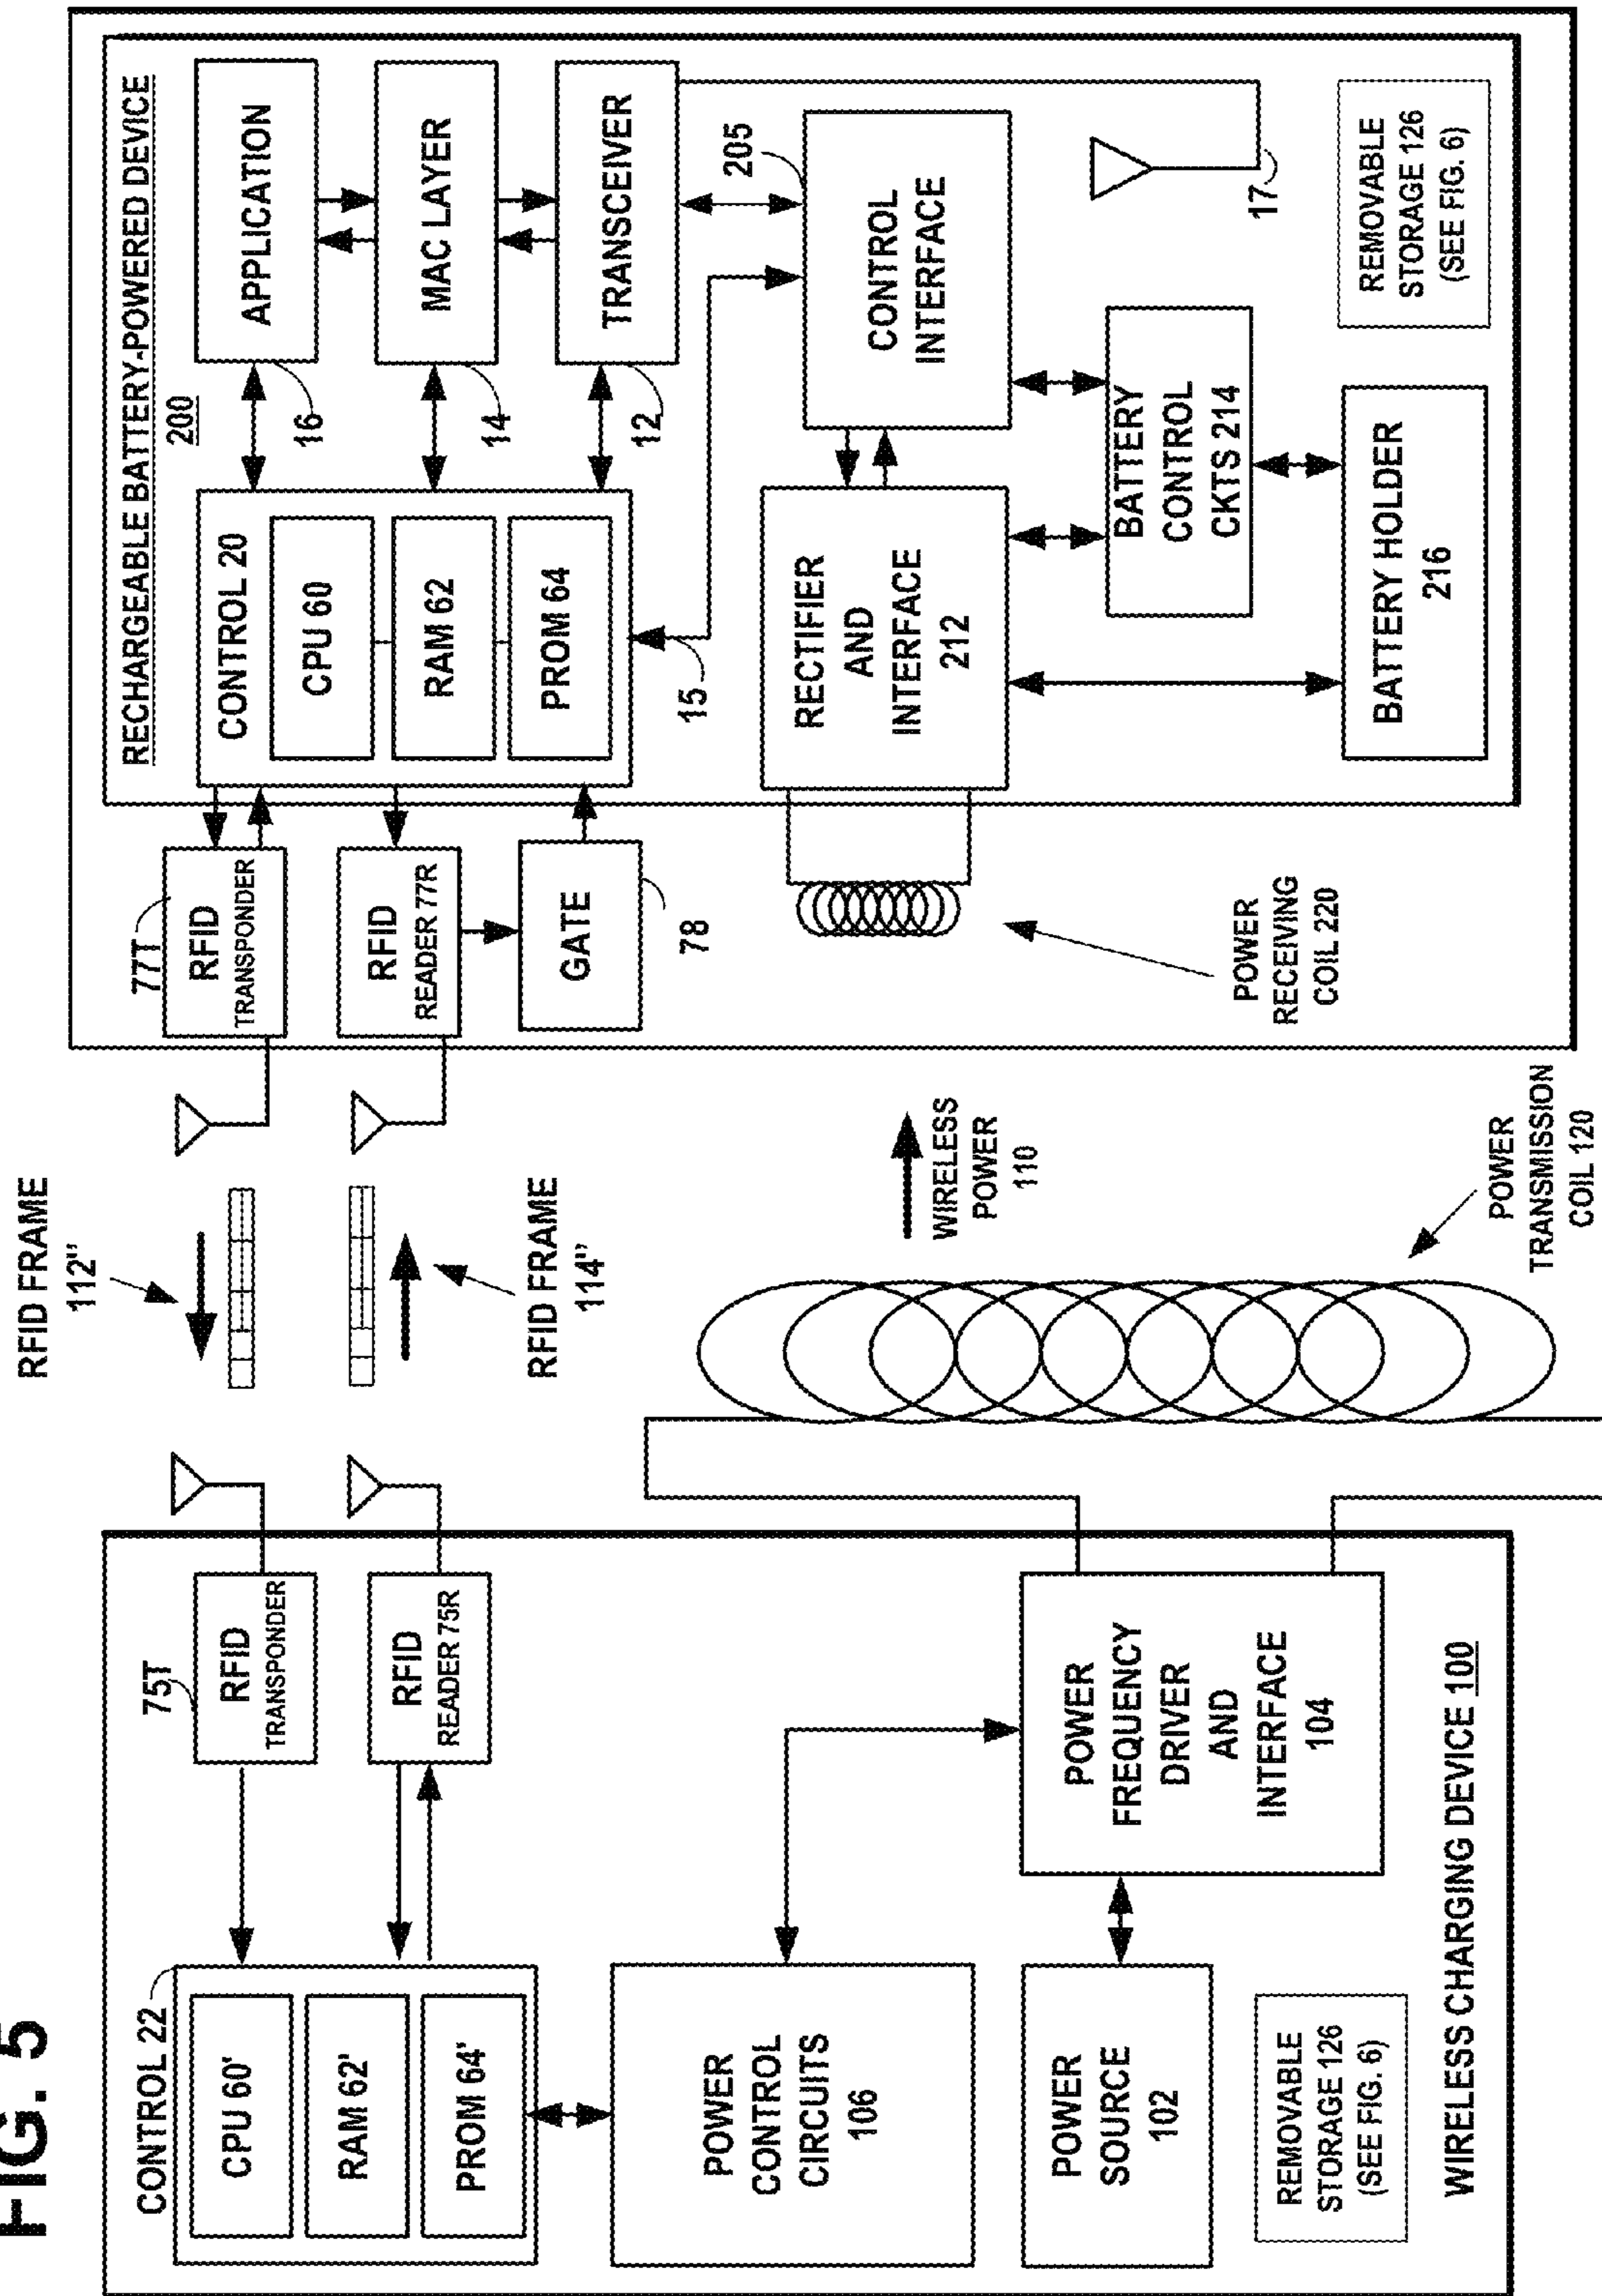 FIG. 5
CONTROL 22
CPU 60'
RAM 62'
PROM 64'
75T
RFID
TRANSPONDER
RFID
READER 75R
POWER
CONTROL
CIRCUITS
106
POWER
SOURCE
102
POWER
FREQUENCY
DRIVER
AND
INTERFACE
104
REMOVABLE
STORAGE 126
(SEE FIG. 6)
WIRELESS CHARGING DEVICE 100
RFID FRAME
112"
RFID FRAME
114"
WIRELESS
POWER
110
POWER
TRANSMISSION
COIL 120
77T
RFID
TRANSPONDER
RFID
READER 77R
GATE
78
POWER
RECEIVING
COIL 220
RECHARGEABLE BATTERY-POWERED DEVICE
200
CONTROL 20
CPU 60
RAM 62
PROM 64
15
APPLICATION
16
MAC LAYER
14
TRANSCEIVER
12
205
CONTROL
INTERFACE
17
RECTIFIER
AND
INTERFACE
212
BATTERY
CONTROL
CKTS 214
BATTERY HOLDER
216
REMOVABLE
STORAGE 126
(SEE FIG. 6)